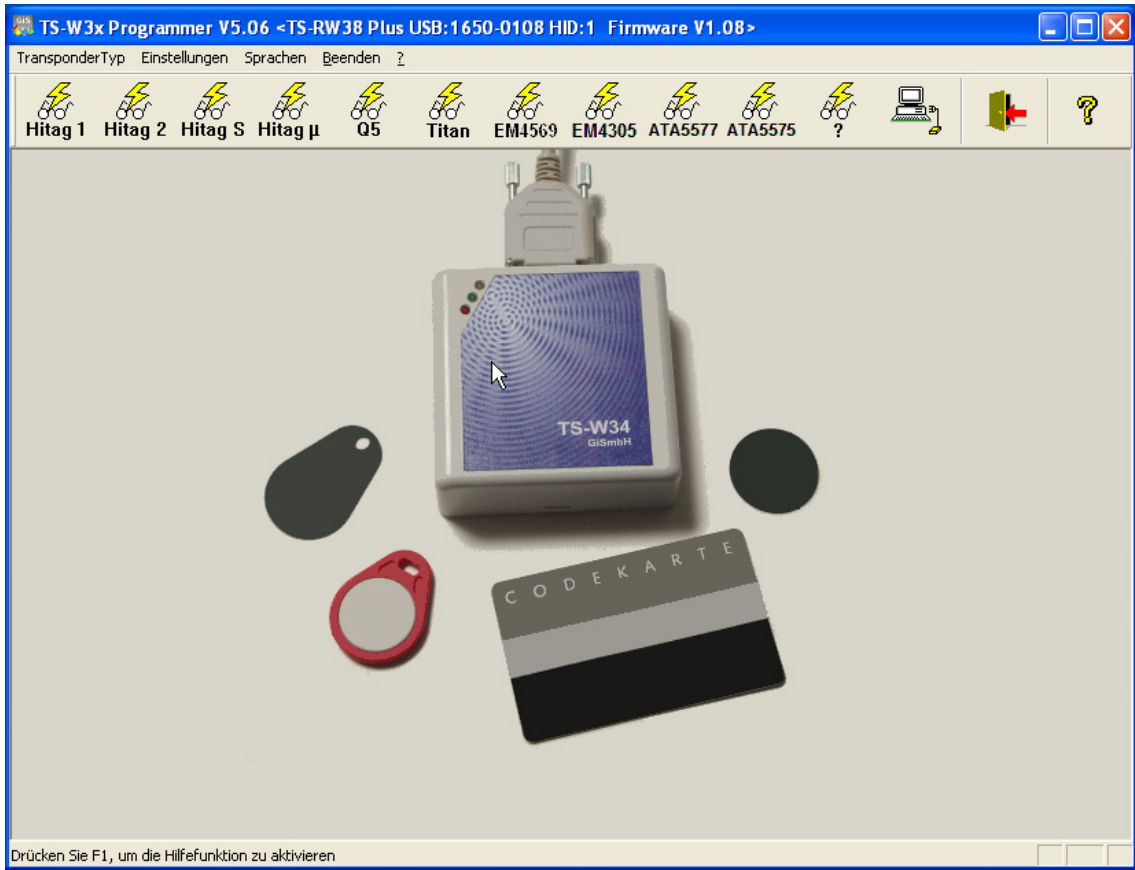 GiS
TS-W3x Programmer V5.06 <TS-RW38 Plus USB:1650-0108 HID:1 Firmware V1.08>
TransponderTyp Einstellungen Sprachen Beenden ?
Hitag 1 Hitag 2 Hitag S Hitag µ Q5 Titan EM4569 EM4305 ATA5577 ATA5575 ?
TS-W34
GiSmbH
CODEKARTE
Drücken Sie F1, um die Hilfefunktion zu aktivieren